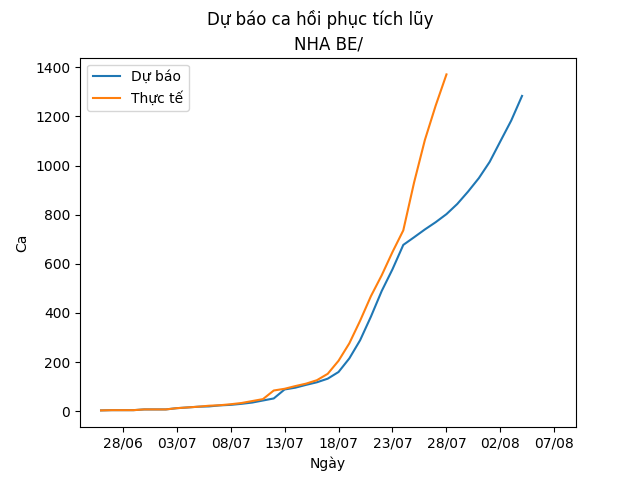 Dự báo ca hồi phục tích lũy
NHA BE/
Dự báo
Thực tế
1400
1200
1000
800
600
400
200
0
Ca
28/06 03/07 08/07 13/07 18/07 23/07 28/07 02/08 07/08
Ngày